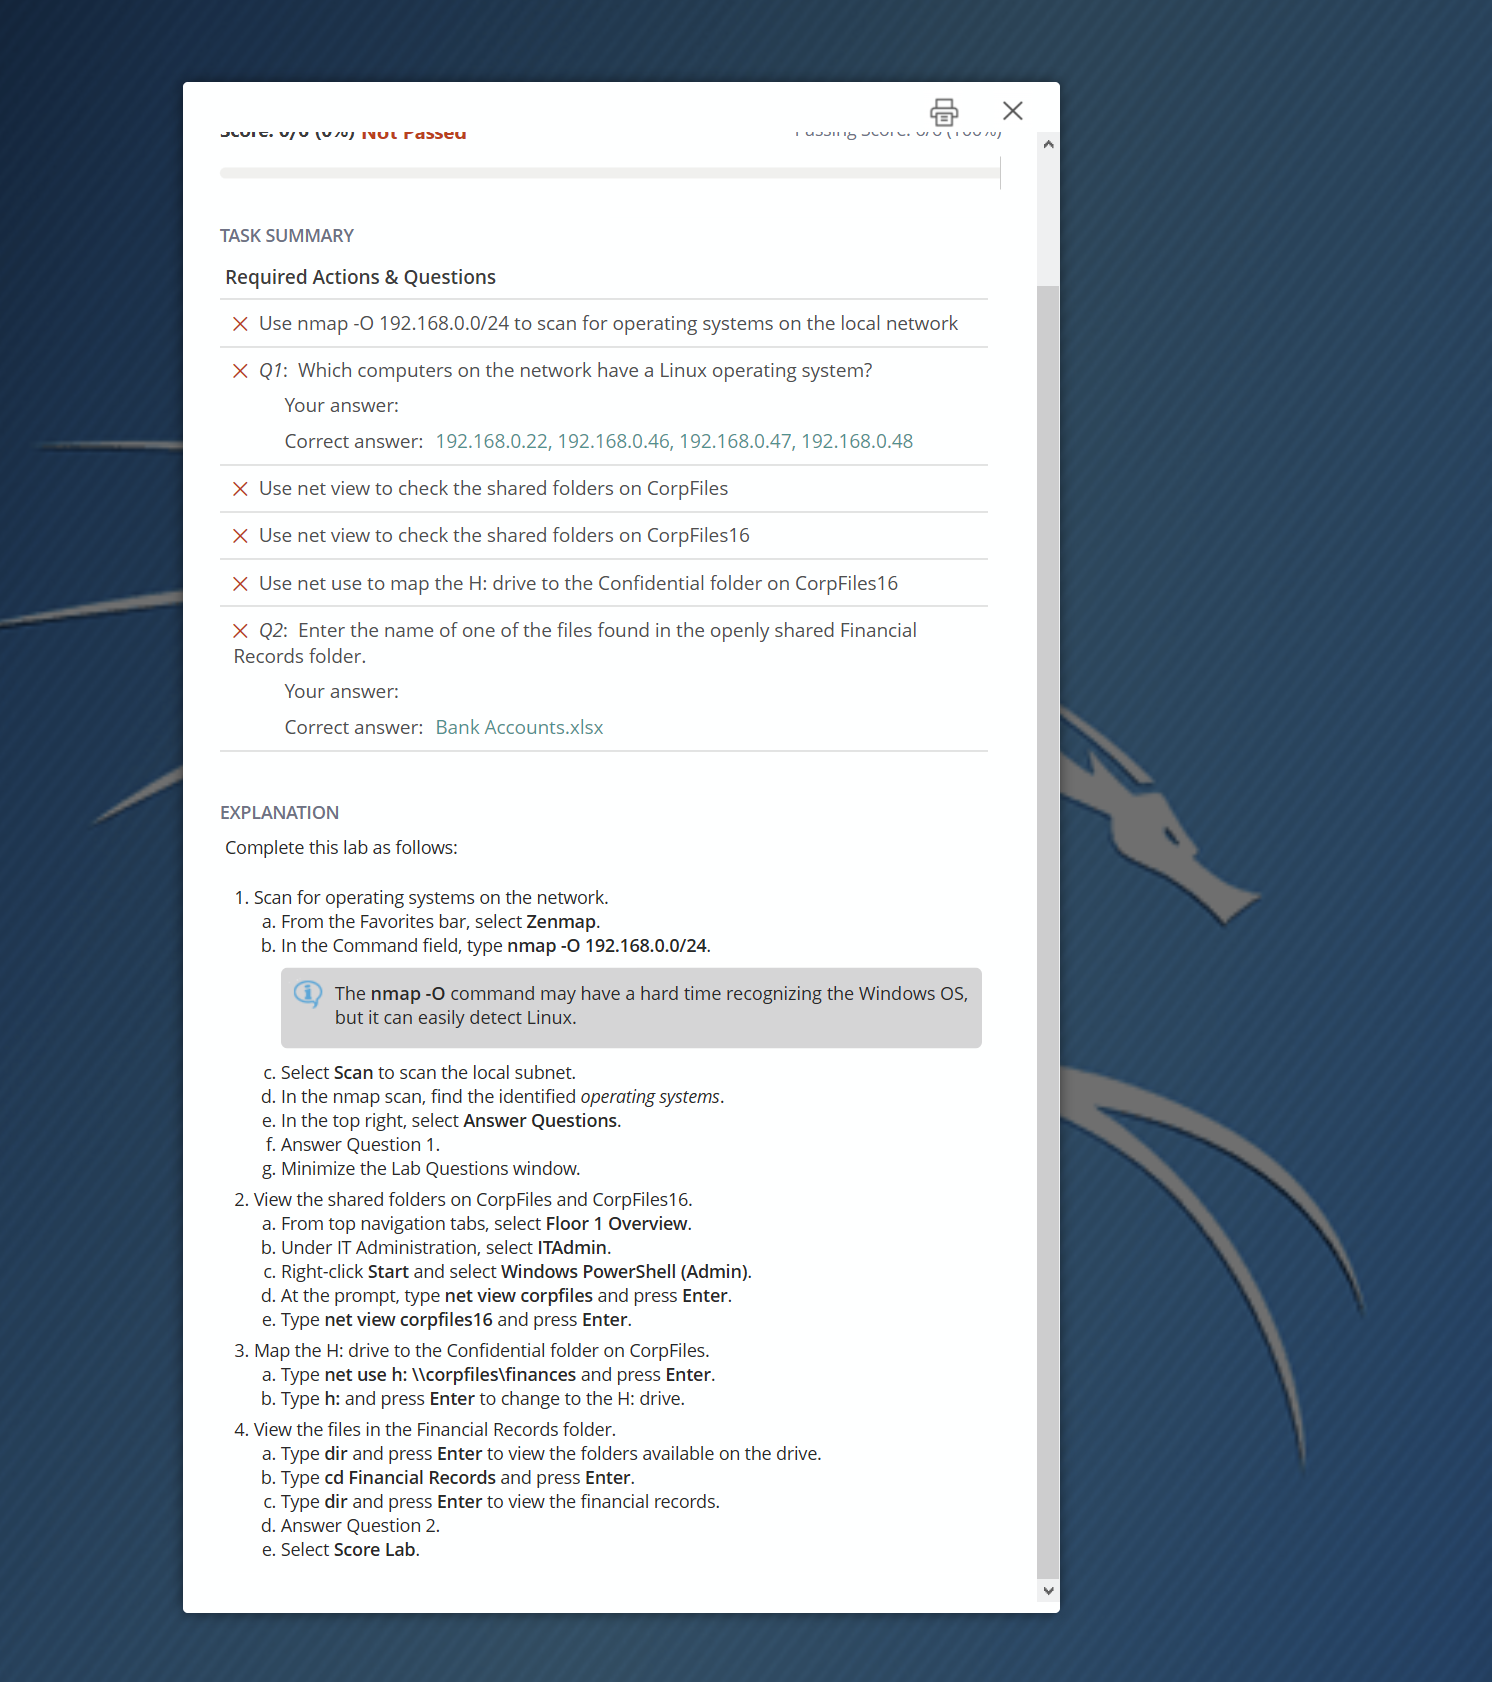 Score: 0/6 (0%) Not Passed
Passing Score: 6/6 (100%)
TASK SUMMARY
Required Actions & Questions
Use nmap -O 192.168.0.0/24 to scan for operating systems on the local network
Q1: Which computers on the network have a Linux operating system?
Your answer:
Correct answer: 192.168.0.22, 192.168.0.46, 192.168.0.47, 192.168.0.48
Use net view to check the shared folders on CorpFiles
Use net view to check the shared folders on CorpFiles16
Use net use to map the H: drive to the Confidential folder on CorpFiles16
Q2: Enter the name of one of the files found in the openly shared Financial
Records folder.
Your answer:
Correct answer: Bank Accounts.xlsx
EXPLANATION
Complete this lab as follows:
1. Scan for operating systems on the network.
a. From the Favorites bar, select Zenmap.
b. In the Command field, type nmap -O 192.168.0.0/24.
The nmap -O command may have a hard time recognizing the Windows OS,
but it can easily detect Linux.
c. Select Scan to scan the local subnet.
d. In the nmap scan, find the identified operating systems.
e. In the top right, select Answer Questions.
f. Answer Question 1.
g. Minimize the Lab Questions window.
2. View the shared folders on CorpFiles and CorpFiles16.
a. From top navigation tabs, select Floor 1 Overview.
b. Under IT Administration, select ITAdmin.
c. Right-click Start and select Windows PowerShell (Admin).
d. At the prompt, type net view corpfiles and press Enter.
e. Type net view corpfiles16 and press Enter.
3. Map the H: drive to the Confidential folder on CorpFiles.
a. Type net use h: \\corpfiles\finances and press Enter.
b. Type h: and press Enter to change to the H: drive.
4. View the files in the Financial Records folder.
a. Type dir and press Enter to view the folders available on the drive.
b. Type cd Financial Records and press Enter.
c. Type dir and press Enter to view the financial records.
d. Answer Question 2.
e. Select Score Lab.